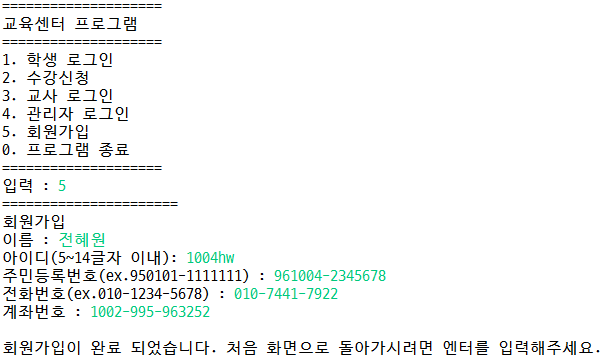 ====================
교육센터 프로그램
====================
1. 학생 로그인
2. 수강신청
3. 교사 로그인
4. 관리자 로그인
5. 회원가입
0. 프로그램 종료
====================
입력 : 5
======================
회원가입
이름 : 전혜원
아이디(5~14글자 이내): 1004hw
주민등록번호(ex.950101-1111111) : 961004-2345678
전화번호(ex.010-1234-5678) : 010-7441-7922
계좌번호 : 1002-995-963252
회원가입이 완료 되었습니다. 처음 화면으로 돌아가시려면 엔터를 입력해주세요.